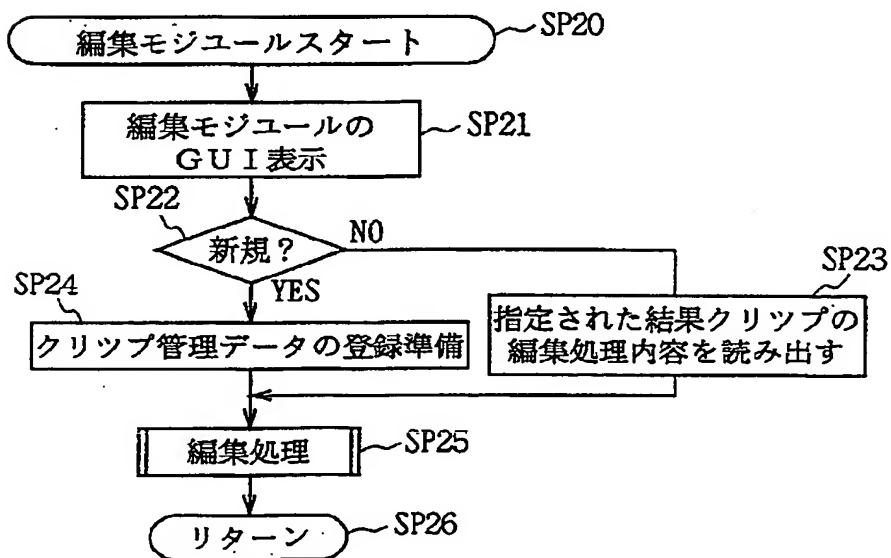 編集モジユールスタート
SP20
編集モジユールの
GUI表示
SP21
SP22
新規?
NO
YES
SP23
指定された結果クリツプの
編集処理内容を読み出す
SP24
クリツプ管理データの登録準備
編集処理
SP25
リターン
SP26